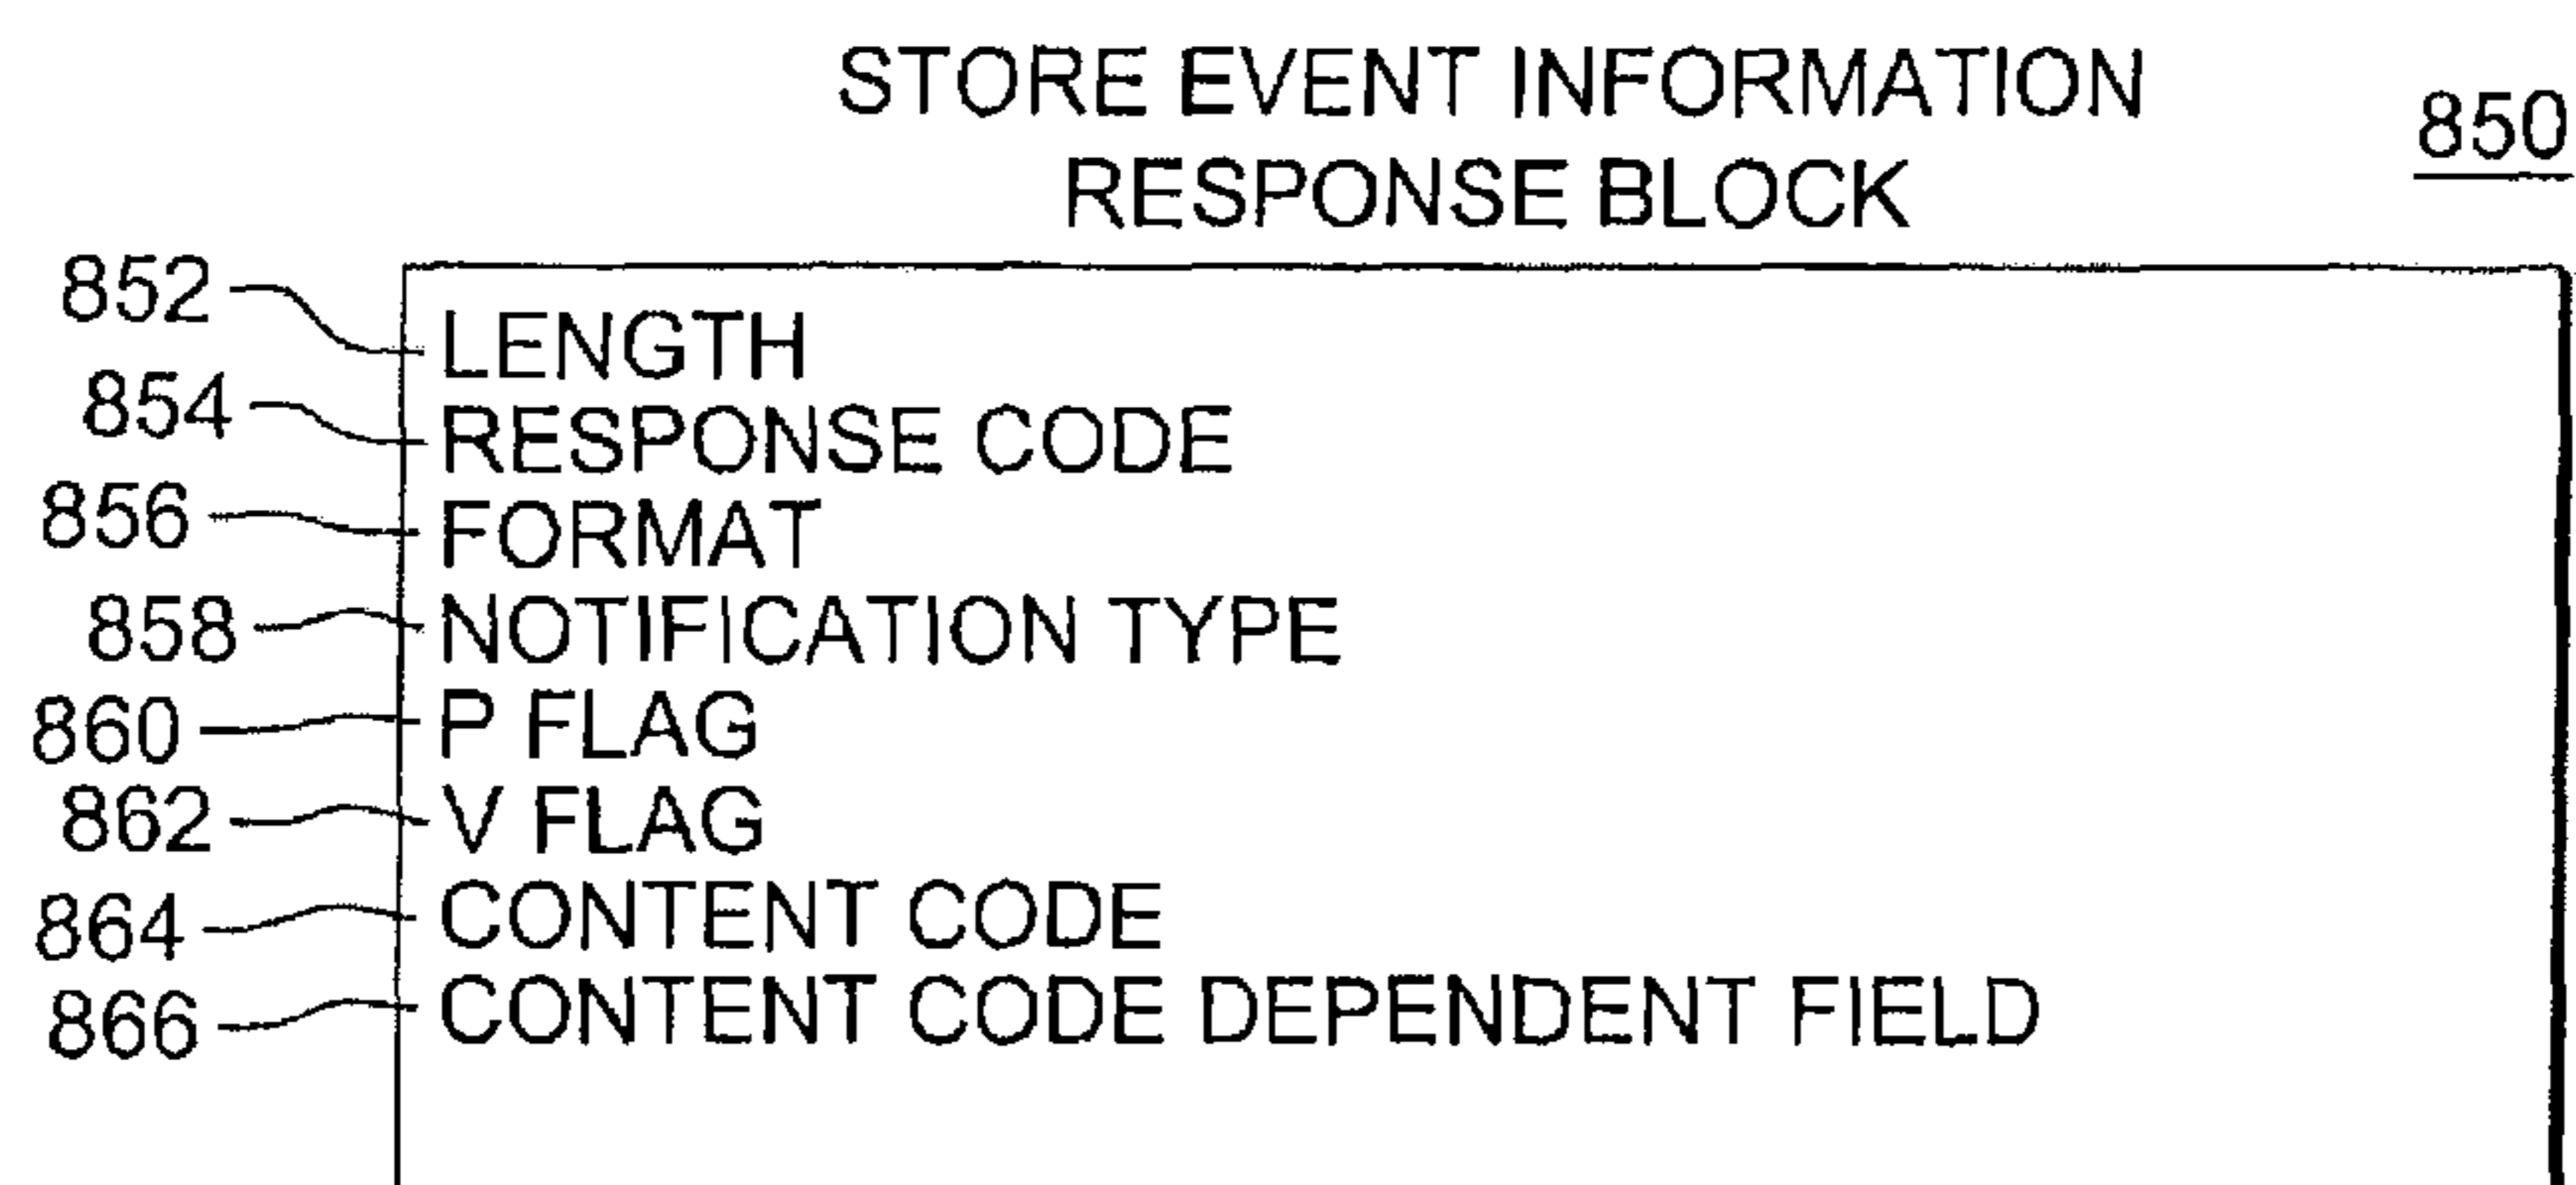 STORE EVENT INFORMATION
RESPONSE BLOCK
850
852 LENGTH
854 RESPONSE CODE
856 FORMAT
858 NOTIFICATION TYPE
860 P FLAG
862 V FLAG
864 CONTENT CODE
866 CONTENT CODE DEPENDENT FIELD